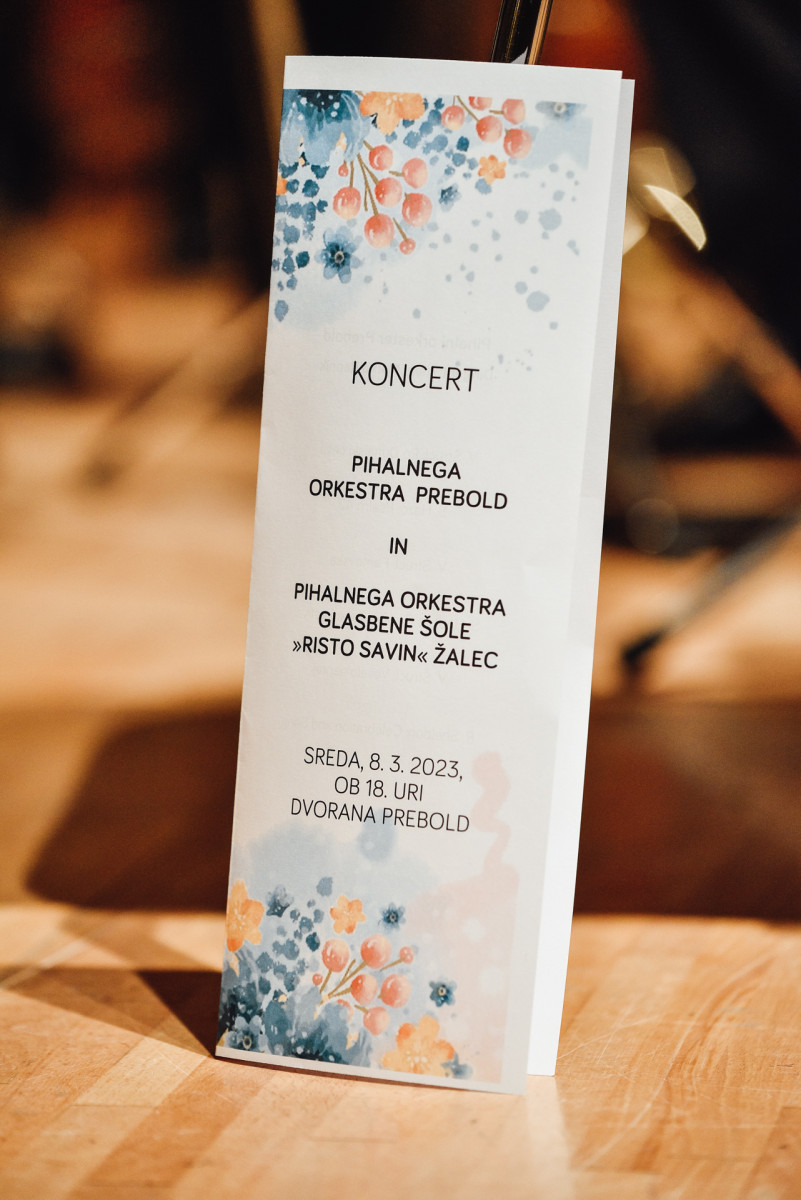 KONCERT
PIHALNEGA
ORKESTRA PREBOLD
IN
PIHALNEGA ORKESTRA
GLASBENE ŠOLE
»RISTO SAVIN« ŽALEC
SREDA, 8. 3. 2023,
OB 18. URI
DVORANA PREBOLD